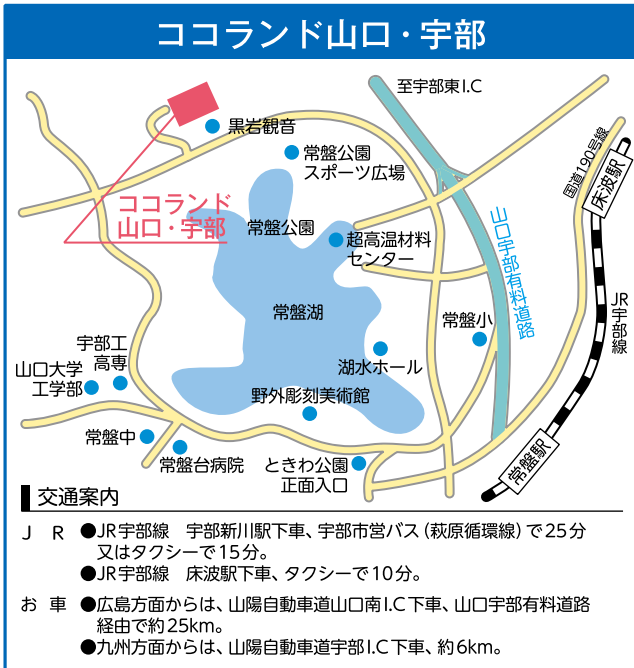 ココランド山口・宇部
至宇部東I.C
黒岩観音
常盤公園
スポーツ広場
国道190号線
床波駅
ココランド
山口・宇部
常盤公園
超高温材料
センター
山口宇部有料道路
常盤湖
常盤小
JR宇部線
宇部工
高専
湖水ホール
山口大学
工学部
野外彫刻美術館
常盤中
常盤台病院
ときわ公園
正面入口
常盤駅
交通案内
J R ●JR宇部線 宇部新川駅下車、宇部市営バス（萩原循環線）で25分
又はタクシーで15分。
●JR宇部線 床波駅下車、タクシーで10分。
お 車 ●広島方面からは、山陽自動車道山口南I.C下車、山口宇部有料道路
経由で約25km。
●九州方面からは、山陽自動車道宇部I.C下車、約6km。